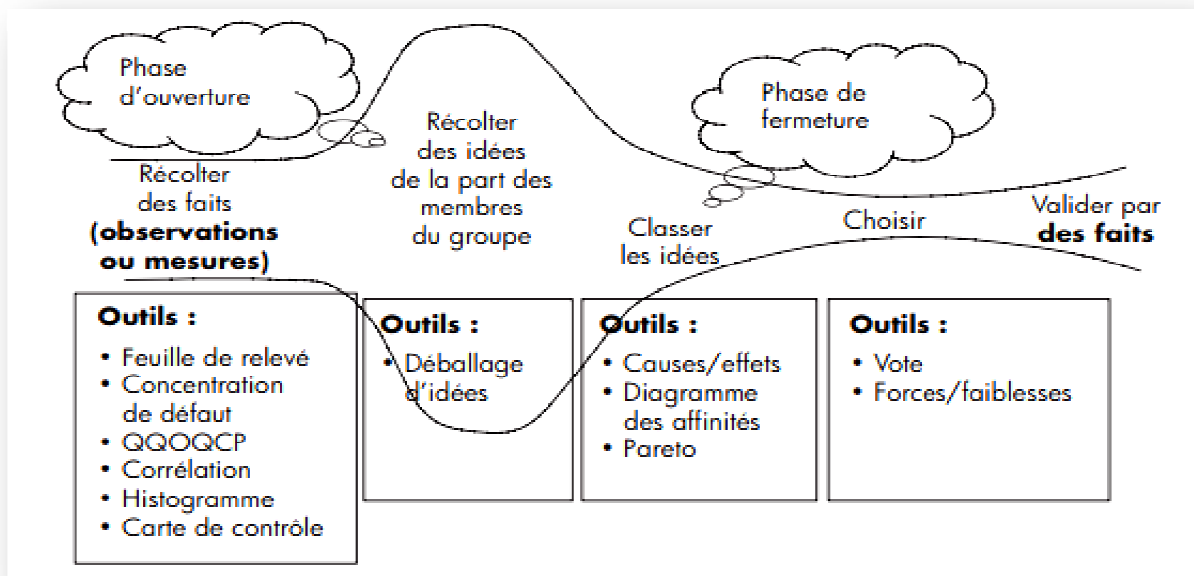 Phase
d'ouverture
Phase de
fermeture
Récolter
des faits
(observations
ou mesures)
Récolter
des idées
de la part des
membres
du groupe
Classer
les idées
Choisir
Valider par
des faits
Outils :
• Feuille de relevé
• Concentration
de défaut
• QQOQCP
• Corrélation
• Histogramme
• Carte de contrôle
Outils :
• Déballage
d'idées
Outils :
• Causes/effets
• Diagramme
des affinités
• Pareto
Outils :
• Vote
• Forces/faiblesses